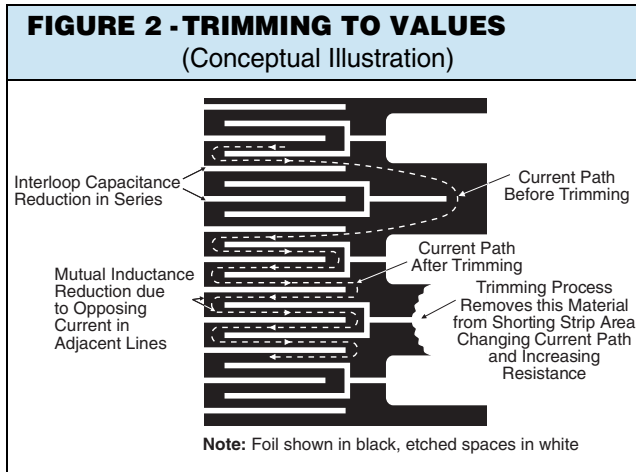 FIGURE 2 - TRIMMING TO VALUES
(Conceptual Illustration)
Interloop Capacitance
Reduction in Series
Current Path
Before Trimming
Mutual Inductance
Reduction due
to Opposing
Current in
Adjacent Lines
Current Path
After Trimming
Trimming Process
Removes this Material
from Shorting Strip Area
Changing Current Path
and Increasing
Resistance
Note: Foil shown in black, etched spaces in white